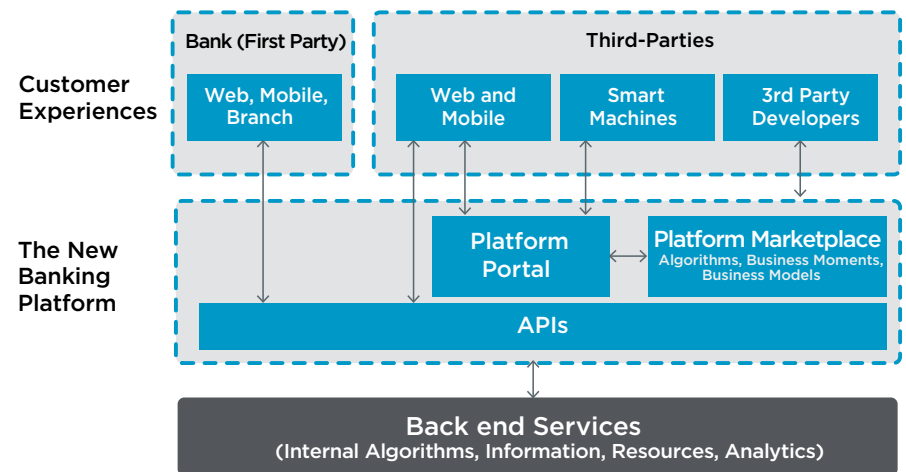 Bank (First Party)
Third-Parties
Customer
Experiences
Web, Mobile,
Branch
Web and
Mobile
Smart
Machines
3rd Party
Developers
The New
Banking
Platform
Platform
Portal
Platform Marketplace
Algorithms, Business Moments,
Business Models
APIs
Back end Services
(Internal Algorithms, Information, Resources, Analytics)